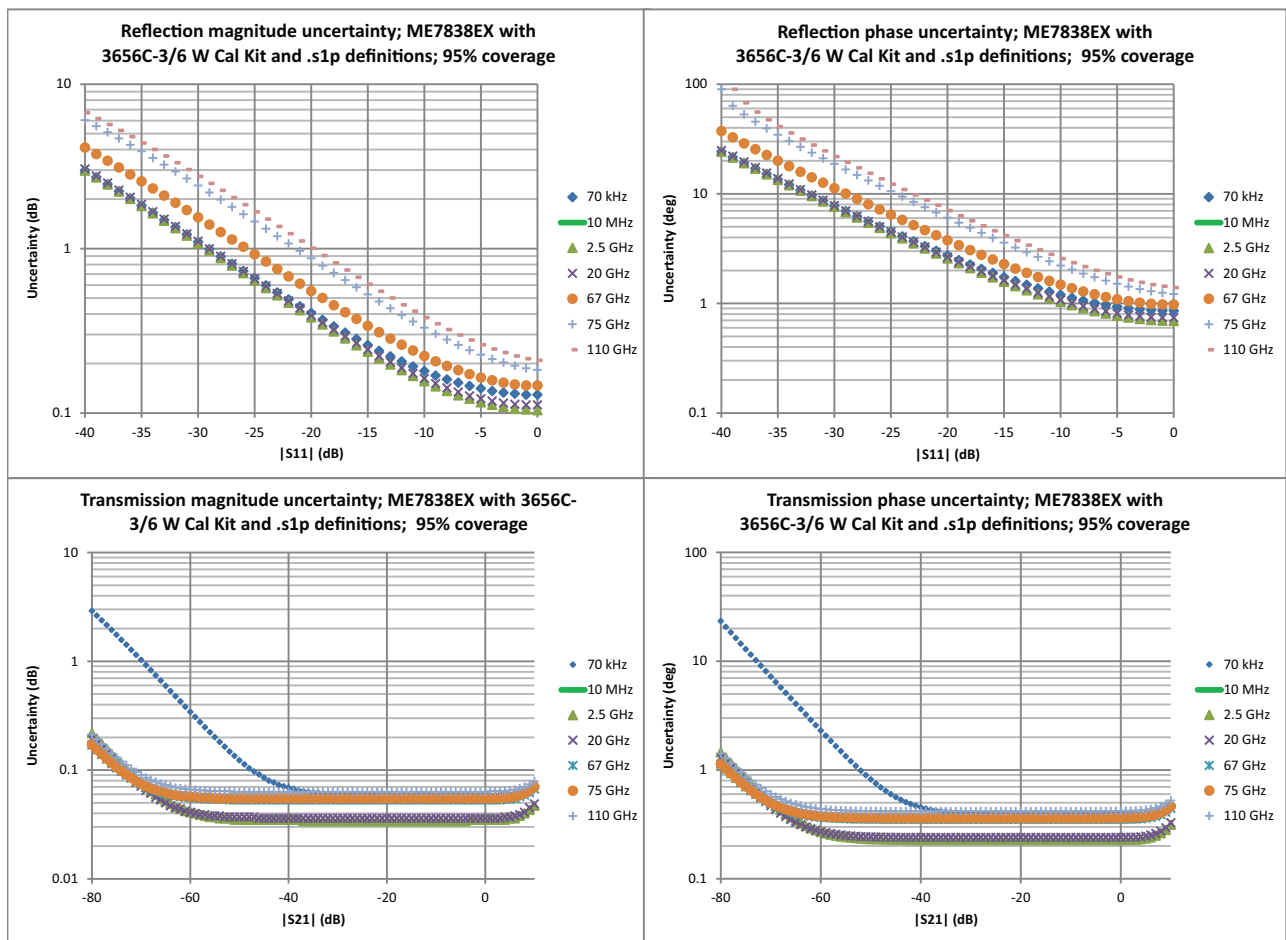 Reflection magnitude uncertainty; ME7838EX with
3656C-3/6 W Cal Kit and .s1p definitions; 95% coverage
10
1
0.1
Uncertainty (dB)
-40 -35 -30 -25 -20 -15 -10 -5 0
|S11| (dB)
70 kHz
10 MHz
2.5 GHz
20 GHz
67 GHz
75 GHz
110 GHz
Reflection phase uncertainty; ME7838EX with
3656C-3/6 W Cal Kit and .s1p definitions; 95% coverage
100
10
1
0.1
Uncertainty (deg)
-40 -35 -30 -25 -20 -15 -10 -5 0
|S11| (dB)
70 kHz
10 MHz
2.5 GHz
20 GHz
67 GHz
75 GHz
110 GHz
Transmission magnitude uncertainty; ME7838EX with 3656C-
3/6 W Cal Kit and .s1p definitions; 95% coverage
10
1
0.1
0.01
Uncertainty (dB)
-80 -60 -40 -20 0
|S21| (dB)
70 kHz
10 MHz
2.5 GHz
20 GHz
67 GHz
75 GHz
110 GHz
Transmission phase uncertainty; ME7838EX with
3656C-3/6 W Cal Kit and .s1p definitions; 95% coverage
100
10
1
0.1
Uncertainty (deg)
-80 -60 -40 -20 0
|S21| (dB)
70 kHz
10 MHz
2.5 GHz
20 GHz
67 GHz
75 GHz
110 GHz